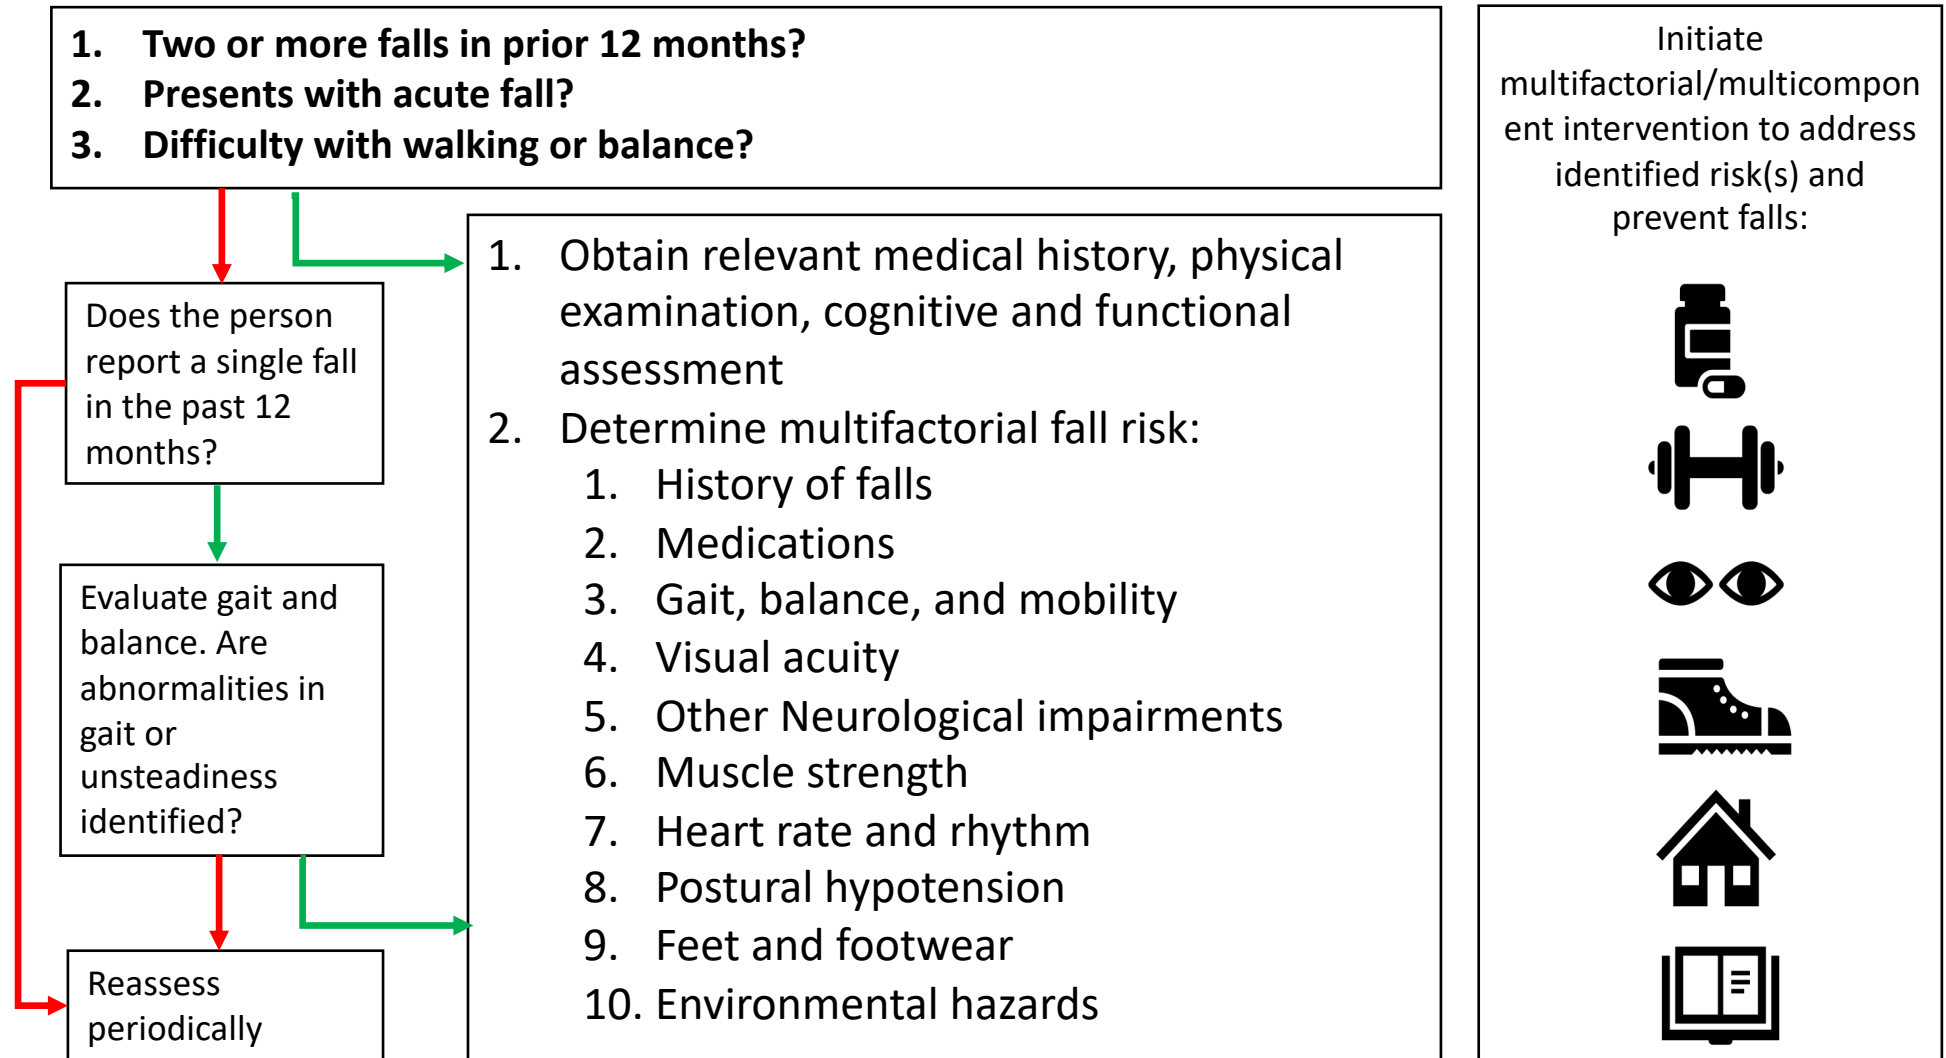 1. Two or more falls in prior 12 months?
2. Presents with acute fall?
3. Difficulty with walking or balance?
Does the person
report a single fall
in the past 12
months?
Evaluate gait and
balance. Are
abnormalities in
gait or
unsteadiness
identified?
Reassess
periodically
1. Obtain relevant medical history, physical
examination, cognitive and functional
assessment
2. Determine multifactorial fall risk:
1. History of falls
2. Medications
3. Gait, balance, and mobility
4. Visual acuity
5. Other Neurological impairments
6. Muscle strength
7. Heart rate and rhythm
8. Postural hypotension
9. Feet and footwear
10. Environmental hazards
Initiate
multifactorial/multicompon
ent intervention to address
identified risk(s) and
prevent falls: